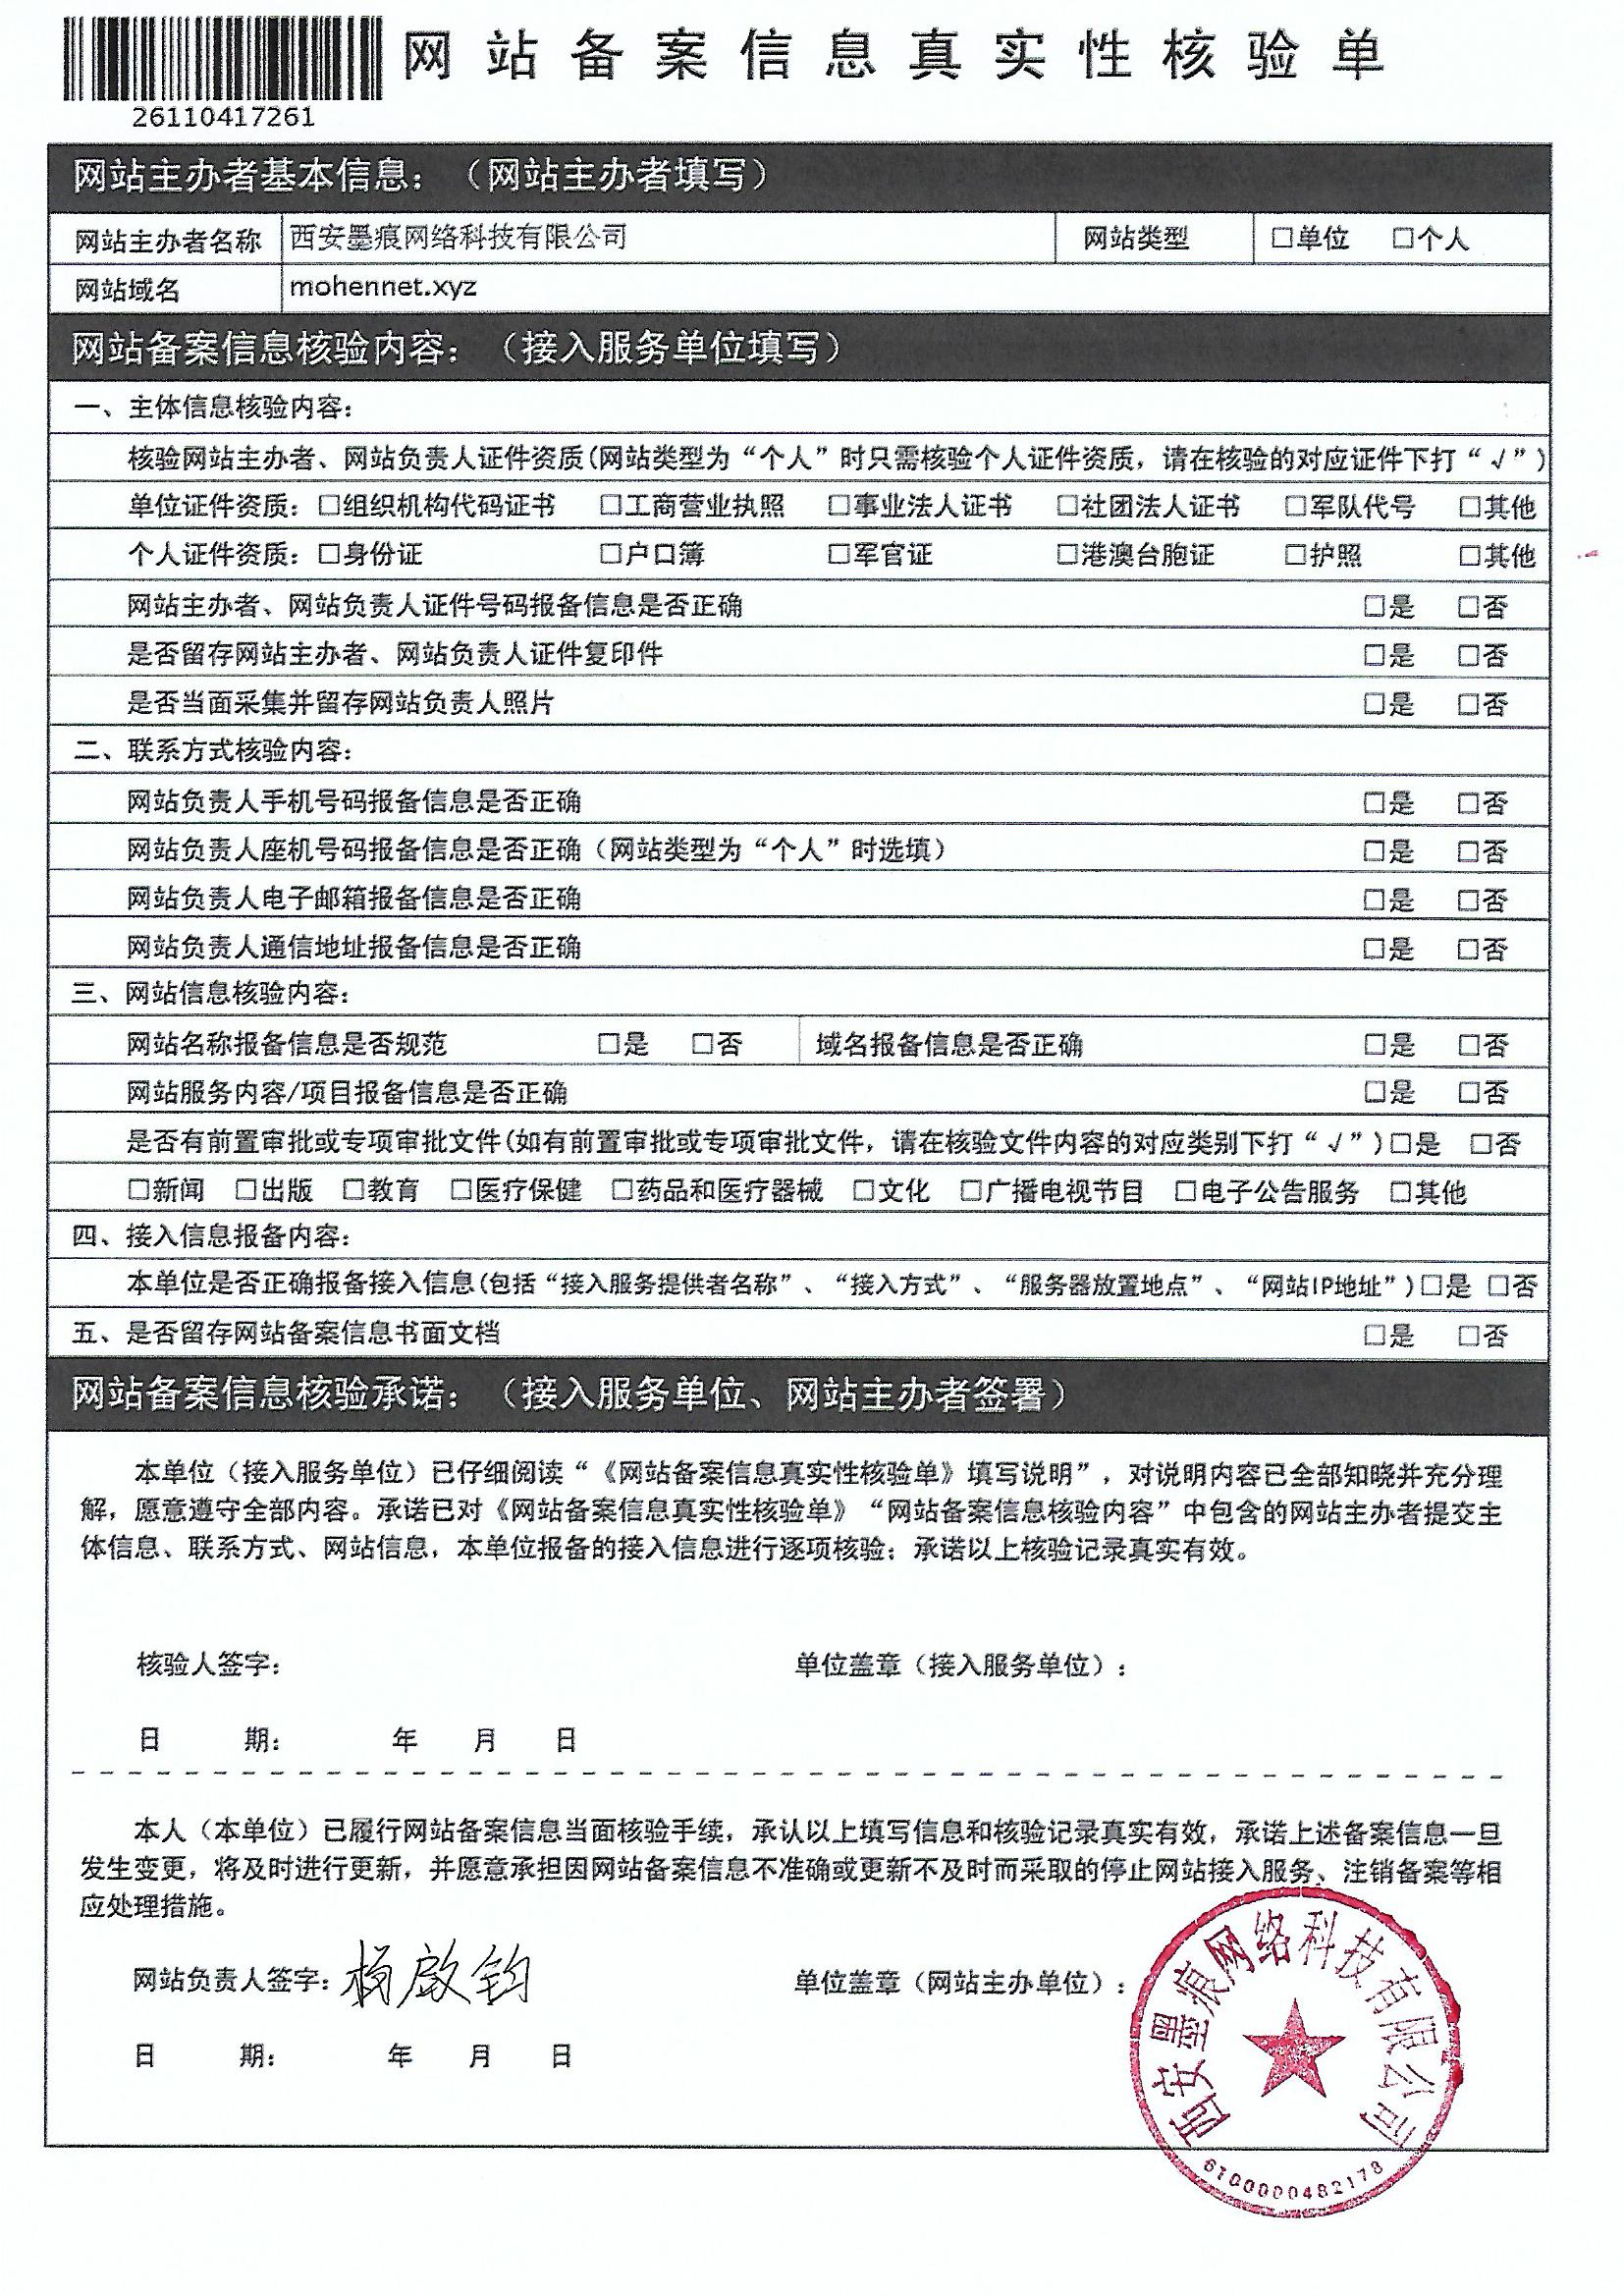 网站备案信息真实性核验单
26110417261
网站主办者基本信息：（网站主办者填写）
网站主办者名称 西安墨痕网络科技有限公司 网站类型 □单位 □个人
网站域名 mohennet.xyz
网站备案信息核验内容：（接入服务单位填写）
一、主体信息核验内容：
核验网站主办者、网站负责人证件资质(网站类型为“个人”时只需核验个人证件资质，请在核验的对应证件下打“√”)
单位证件资质：□组织机构代码证书 □工商营业执照 □事业法人证书 □社团法人证书 □军队代号 □其他
个人证件资质：□身份证 □户口簿 □军官证 □港澳台胞证 □护照 □其他
网站主办者、网站负责人证件号码报备信息是否正确 □是 □否
是否留存网站主办者、网站负责人证件复印件 □是 □否
是否当面采集并留存网站负责人照片 □是 □否
二、联系方式核验内容：
网站负责人手机号码报备信息是否正确 □是 □否
网站负责人座机号码报备信息是否正确（网站类型为“个人”时选填） □是 □否
网站负责人电子邮箱报备信息是否正确 □是 □否
网站负责人通信地址报备信息是否正确 □是 □否
三、网站信息核验内容：
网站名称报备信息是否规范 □是 □否 域名报备信息是否正确 □是 □否
网站服务内容/项目报备信息是否正确 □是 □否
是否有前置审批或专项审批文件(如有前置审批或专项审批文件，请在核验文件内容的对应类别下打“√”)□是 □否
□新闻 □出版 □教育 □医疗保健 □药品和医疗器械 □文化 □广播电视节目 □电子公告服务 □其他
四、接入信息报备内容：
本单位是否正确报备接入信息(包括“接入服务提供者名称”、“接入方式”、“服务器放置地点”、“网站IP地址”)□是 □否
五、是否留存网站备案信息书面文档 □是 □否
网站备案信息核验承诺：（接入服务单位、网站主办者签署）
本单位（接入服务单位）已仔细阅读“《网站备案信息真实性核验单》填写说明”，对说明内容已全部知晓并充分理
解，愿意遵守全部内容。承诺已对《网站备案信息真实性核验单》“网站备案信息核验内容”中包含的网站主办者提交主
体信息、联系方式、网站信息，本单位报备的接入信息进行逐项核验；承诺以上核验记录真实有效。
核验人签字： 单位盖章（接入服务单位）：
日 期： 年 月 日
本人（本单位）已履行网站备案信息当面核验手续，承认以上填写信息和核验记录真实有效，承诺上述备案信息一旦
发生变更，将及时进行更新，并愿意承担因网站备案信息不准确或更新不及时而采取的停止网站接入服务、注销备案等相
应处理措施。
网站负责人签字：杨啟钧 单位盖章（网站主办单位）：
日 期： 年 月 日
西安墨痕网络科技有限公司
6100000482178